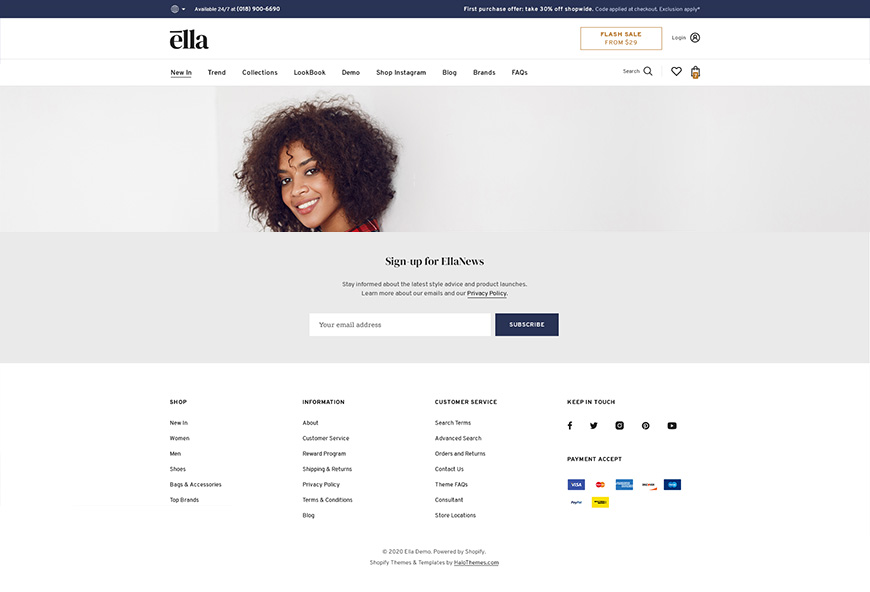 Available 24/7 at (018) 900-6690
First purchase offer: take 30% off shopwide. Code applied at checkout. Exclusion apply*
ella
FLASH SALE
FROM $29
Login
New In Trend Collections LookBook Demo Shop Instagram Blog Brands FAQs
Search
Sign-up for EllaNews
Stay informed about the latest style advice and product launches.
Learn more about our emails and our Privacy Policy.
Your email address
SUBSCRIBE
SHOP
New In
Women
Men
Shoes
Bags & Accessories
Top Brands
INFORMATION
About
Customer Service
Reward Program
Shipping & Returns
Privacy Policy
Terms & Conditions
Blog
CUSTOMER SERVICE
Search Terms
Advanced Search
Orders and Returns
Contact Us
Theme FAQs
Consultant
Store Locations
KEEP IN TOUCH
PAYMENT ACCEPT
VISA
PayPal
© 2020 Ella Demo. Powered by Shopify.
Shopify Themes & Templates by HaloThemes.com